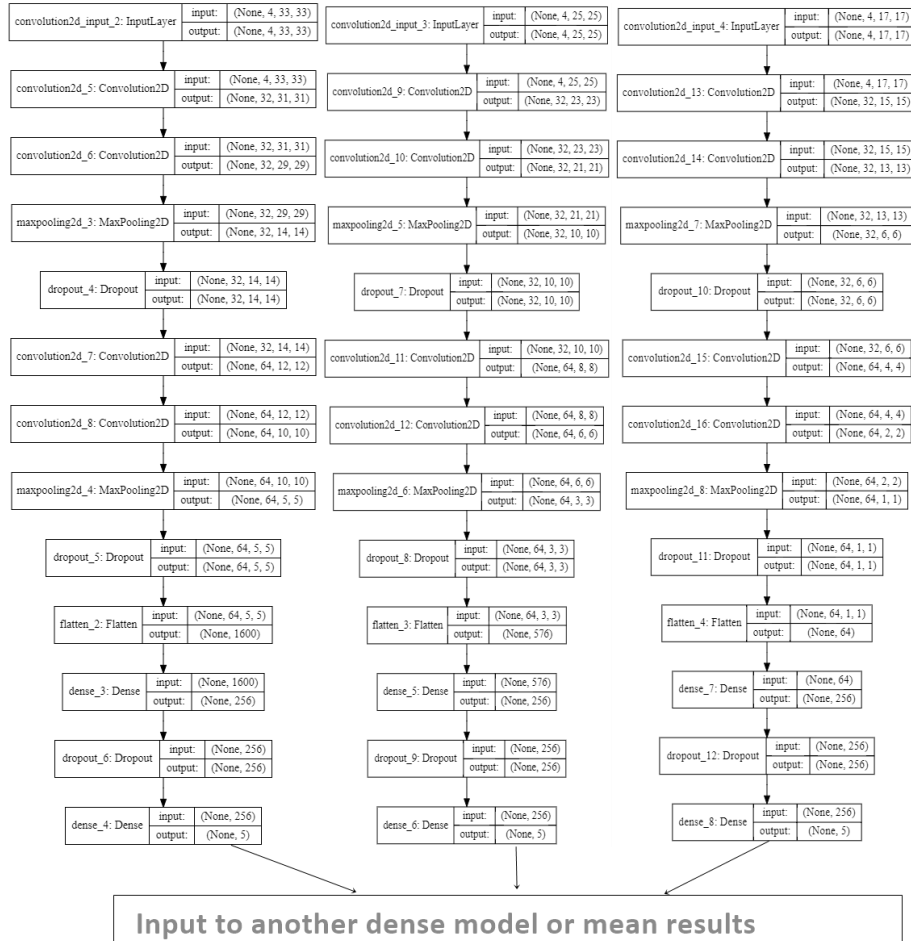 convolution2d_input_2: InputLayer
input: (None, 4, 33, 33)
output: (None, 4, 33, 33)
convolution2d_5: Convolution2D
input: (None, 4, 33, 33)
output: (None, 32, 31, 31)
convolution2d_6: Convolution2D
input: (None, 32, 31, 31)
output: (None, 32, 29, 29)
maxpooling2d_3: MaxPooling2D
input: (None, 32, 29, 29)
output: (None, 32, 14, 14)
dropout_4: Dropout
input: (None, 32, 14, 14)
output: (None, 32, 14, 14)
convolution2d_7: Convolution2D
input: (None, 32, 14, 14)
output: (None, 64, 12, 12)
convolution2d_8: Convolution2D
input: (None, 64, 12, 12)
output: (None, 64, 10, 10)
maxpooling2d_4: MaxPooling2D
input: (None, 64, 10, 10)
output: (None, 64, 5, 5)
dropout_5: Dropout
input: (None, 64, 5, 5)
output: (None, 64, 5, 5)
flatten_2: Flatten
input: (None, 64, 5, 5)
output: (None, 1600)
dense_3: Dense
input: (None, 1600)
output: (None, 256)
dropout_6: Dropout
input: (None, 256)
output: (None, 256)
dense_4: Dense
input: (None, 256)
output: (None, 5)
convolution2d_input_3: InputLayer
input: (None, 4, 25, 25)
output: (None, 4, 25, 25)
convolution2d_9: Convolution2D
input: (None, 4, 25, 25)
output: (None, 32, 23, 23)
convolution2d_10: Convolution2D
input: (None, 32, 23, 23)
output: (None, 32, 21, 21)
maxpooling2d_5: MaxPooling2D
input: (None, 32, 21, 21)
output: (None, 32, 10, 10)
dropout_7: Dropout
input: (None, 32, 10, 10)
output: (None, 32, 10, 10)
convolution2d_11: Convolution2D
input: (None, 32, 10, 10)
output: (None, 64, 8, 8)
convolution2d_12: Convolution2D
input: (None, 64, 8, 8)
output: (None, 64, 6, 6)
maxpooling2d_6: MaxPooling2D
input: (None, 64, 6, 6)
output: (None, 64, 3, 3)
dropout_8: Dropout
input: (None, 64, 3, 3)
output: (None, 64, 3, 3)
flatten_3: Flatten
input: (None, 64, 3, 3)
output: (None, 576)
dense_5: Dense
input: (None, 576)
output: (None, 256)
dropout_9: Dropout
input: (None, 256)
output: (None, 256)
dense_6: Dense
input: (None, 256)
output: (None, 5)
convolution2d_input_4: InputLayer
input: (None, 4, 17, 17)
output: (None, 4, 17, 17)
convolution2d_13: Convolution2D
input: (None, 4, 17, 17)
output: (None, 32, 15, 15)
convolution2d_14: Convolution2D
input: (None, 32, 15, 15)
output: (None, 32, 13, 13)
maxpooling2d_7: MaxPooling2D
input: (None, 32, 13, 13)
output: (None, 32, 6, 6)
dropout_10: Dropout
input: (None, 32, 6, 6)
output: (None, 32, 6, 6)
convolution2d_15: Convolution2D
input: (None, 32, 6, 6)
output: (None, 64, 4, 4)
convolution2d_16: Convolution2D
input: (None, 64, 4, 4)
output: (None, 64, 2, 2)
maxpooling2d_8: MaxPooling2D
input: (None, 64, 2, 2)
output: (None, 64, 1, 1)
dropout_11: Dropout
input: (None, 64, 1, 1)
output: (None, 64, 1, 1)
flatten_4: Flatten
input: (None, 64, 1, 1)
output: (None, 64)
dense_7: Dense
input: (None, 64)
output: (None, 256)
dropout_12: Dropout
input: (None, 256)
output: (None, 256)
dense_8: Dense
input: (None, 256)
output: (None, 5)
Input to another dense model or mean results